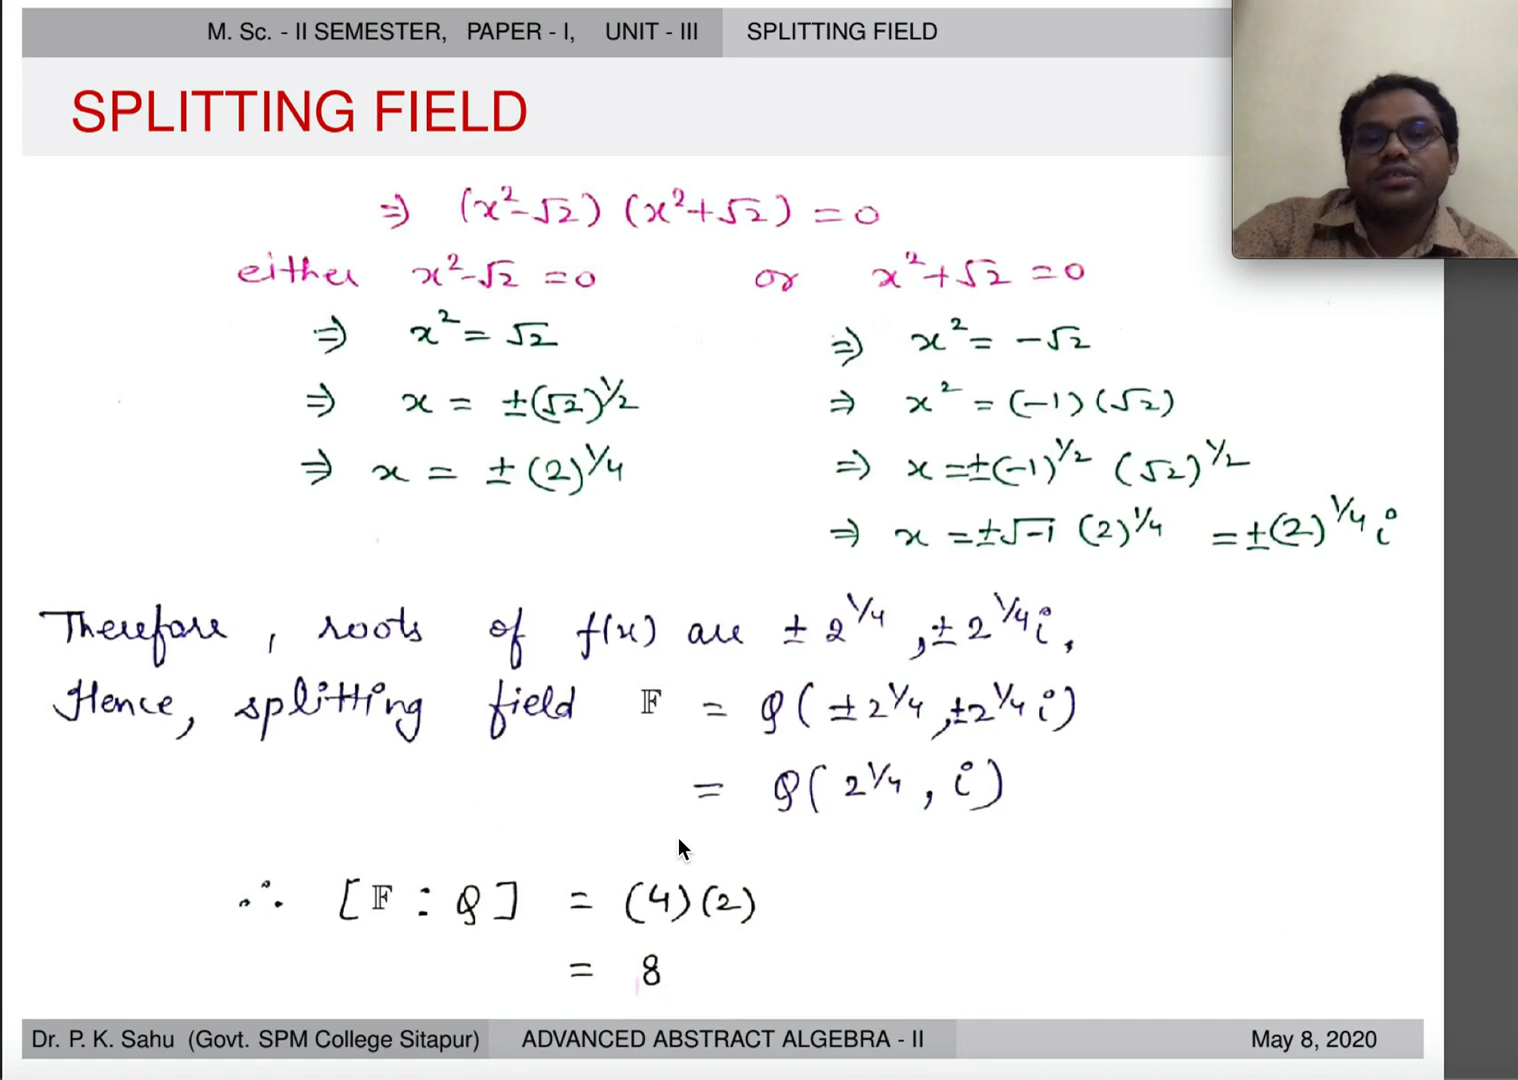 M. Sc. - II SEMESTER, PAPER - I, UNIT - III SPLITTING FIELD
SPLITTING FIELD
⇒ (x²-√2) (x²+√2) = 0
either x²-√2 = 0 or x²+√2 = 0
⇒ x² = √2 ⇒ x² = -√2
⇒ x = ±(√2)^1/2 ⇒ x² = (-1) (√2)
⇒ x = ± (2)^1/4 ⇒ x = ±(-1)^1/2 (√2)^1/2
⇒ x = ±√-1 (2)^1/4 = ±(2)^1/4 i
Therefore, roots of f(x) are ± 2^1/4, ± 2^1/4 i,
Hence, splitting field 𝔽 = Q(± 2^1/4, ±2^1/4 i)
= Q( 2^1/4, i)
∴ [𝔽 : Q] = (4)(2)
= 8
Dr. P. K. Sahu (Govt. SPM College Sitapur) ADVANCED ABSTRACT ALGEBRA - II May 8, 2020